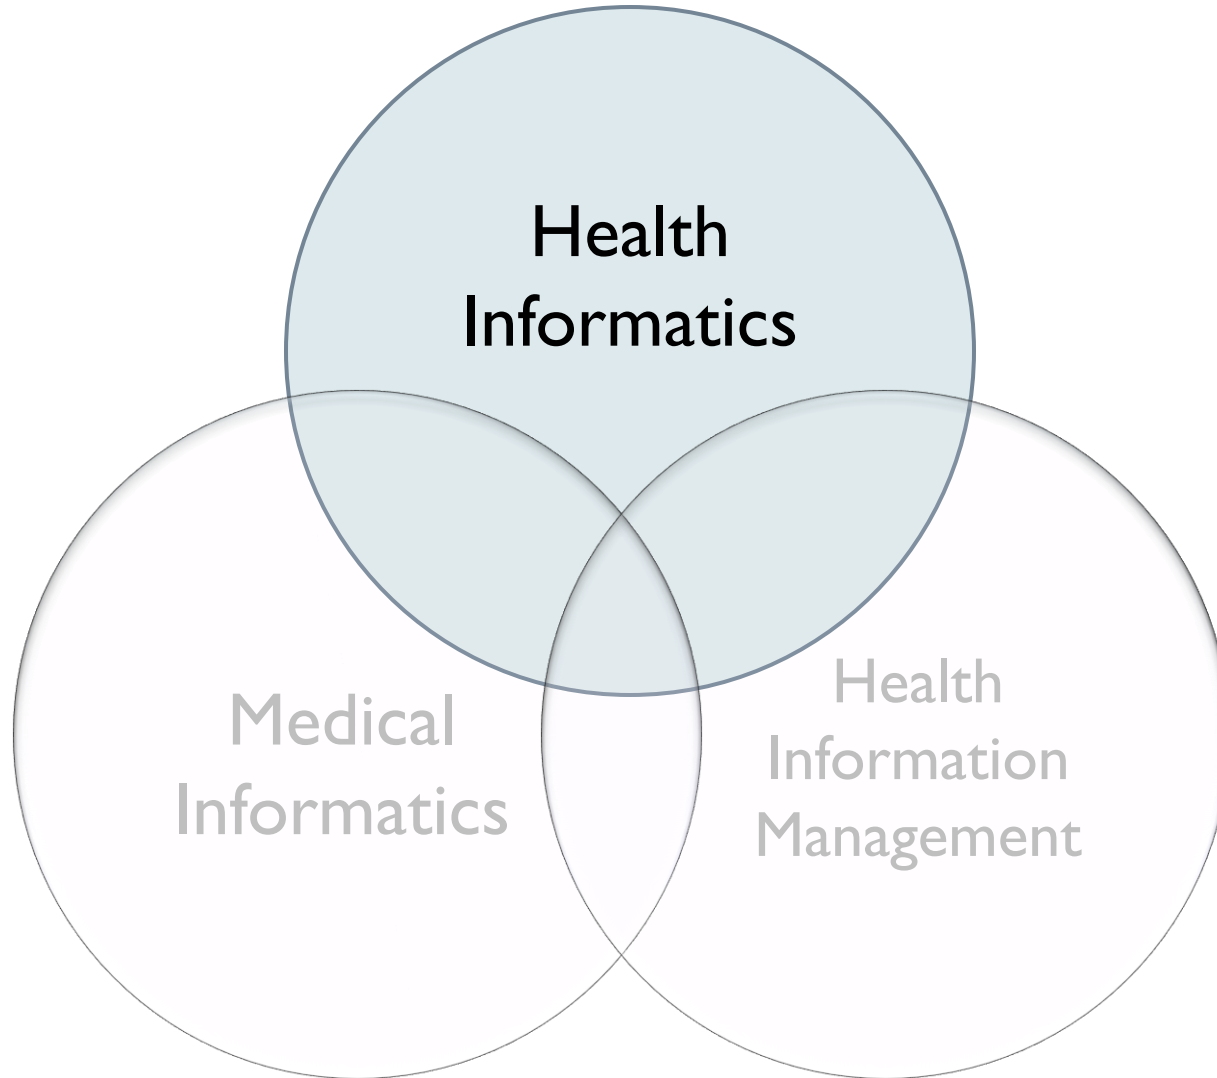 Health
Informatics
Medical
Informatics
Health
Information
Management